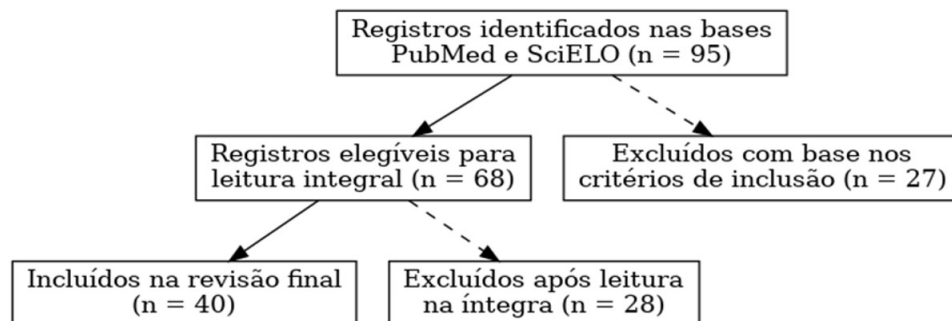 Registros identificados nas bases
PubMed e SciELO (n = 95)
Registros elegíveis para
leitura integral (n = 68)
Excluídos com base nos
critérios de inclusão (n = 27)
Incluídos na revisão final
(n = 40)
Excluídos após leitura
na íntegra (n = 28)